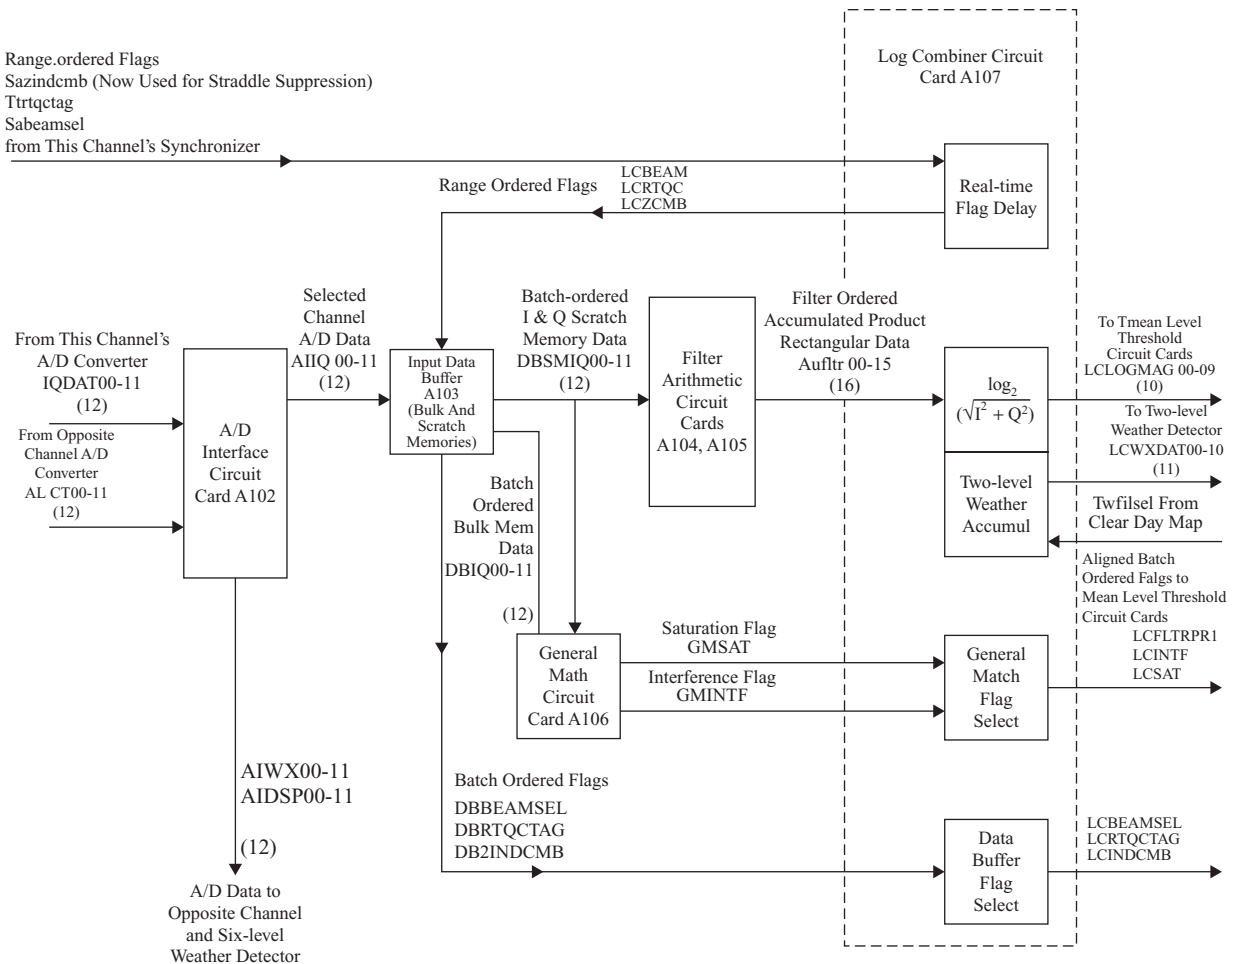 Range.ordered Flags
Sazindcmb (Now Used for Straddle Suppression)
Ttrtqctag
Sabeamsel
from This Channel's Synchronizer
Log Combiner Circuit
Card A107
Real-time
Flag Delay
Range Ordered Flags
LCBEAM
LCRTQC
LCZCMB
From This Channel's
A/D Converter
IQDAT00-11
(12)
From Opposite
Channel A/D
Converter
AL CT00-11
(12)
A/D
Interface
Circuit
Card A102
Selected
Channel
A/D Data
AIIQ 00-11
(12)
Input Data
Buffer
A103
(Bulk And
Scratch
Memories)
Batch-ordered
I & Q Scratch
Memory Data
DBSMIQ00-11
(12)
Filter
Arithmetic
Circuit
Cards
A104, A105
Filter Ordered
Accumulated Product
Rectangular Data
Aufltr 00-15
(16)
log2
(√I² + Q²)
Two-level
Weather
Accumul
To Tmean Level
Threshold
Circuit Cards
LCLOGMAG 00-09
(10)
To Two-level
Weather Detector
LCWXDAT00-10
(11)
Twfilsel From
Clear Day Map
Aligned Batch
Ordered Falgs to
Mean Level Threshold
Circuit Cards
LCFLTRPR1
LCINTF
LCSAT
Batch
Ordered
Bulk Mem
Data
DBIQ00-11
(12)
General
Math
Circuit
Card A106
Saturation Flag
GMSAT
Interference Flag
GMINTF
General
Match
Flag
Select
AIWX00-11
AIDSP00-11
(12)
A/D Data to
Opposite Channel
and Six-level
Weather Detector
Batch Ordered Flags
DBBEAMSEL
DBRTQCTAG
DB2INDCMB
Data
Buffer
Flag
Select
LCBEAMSEL
LCRTQCTAG
LCINDCMB